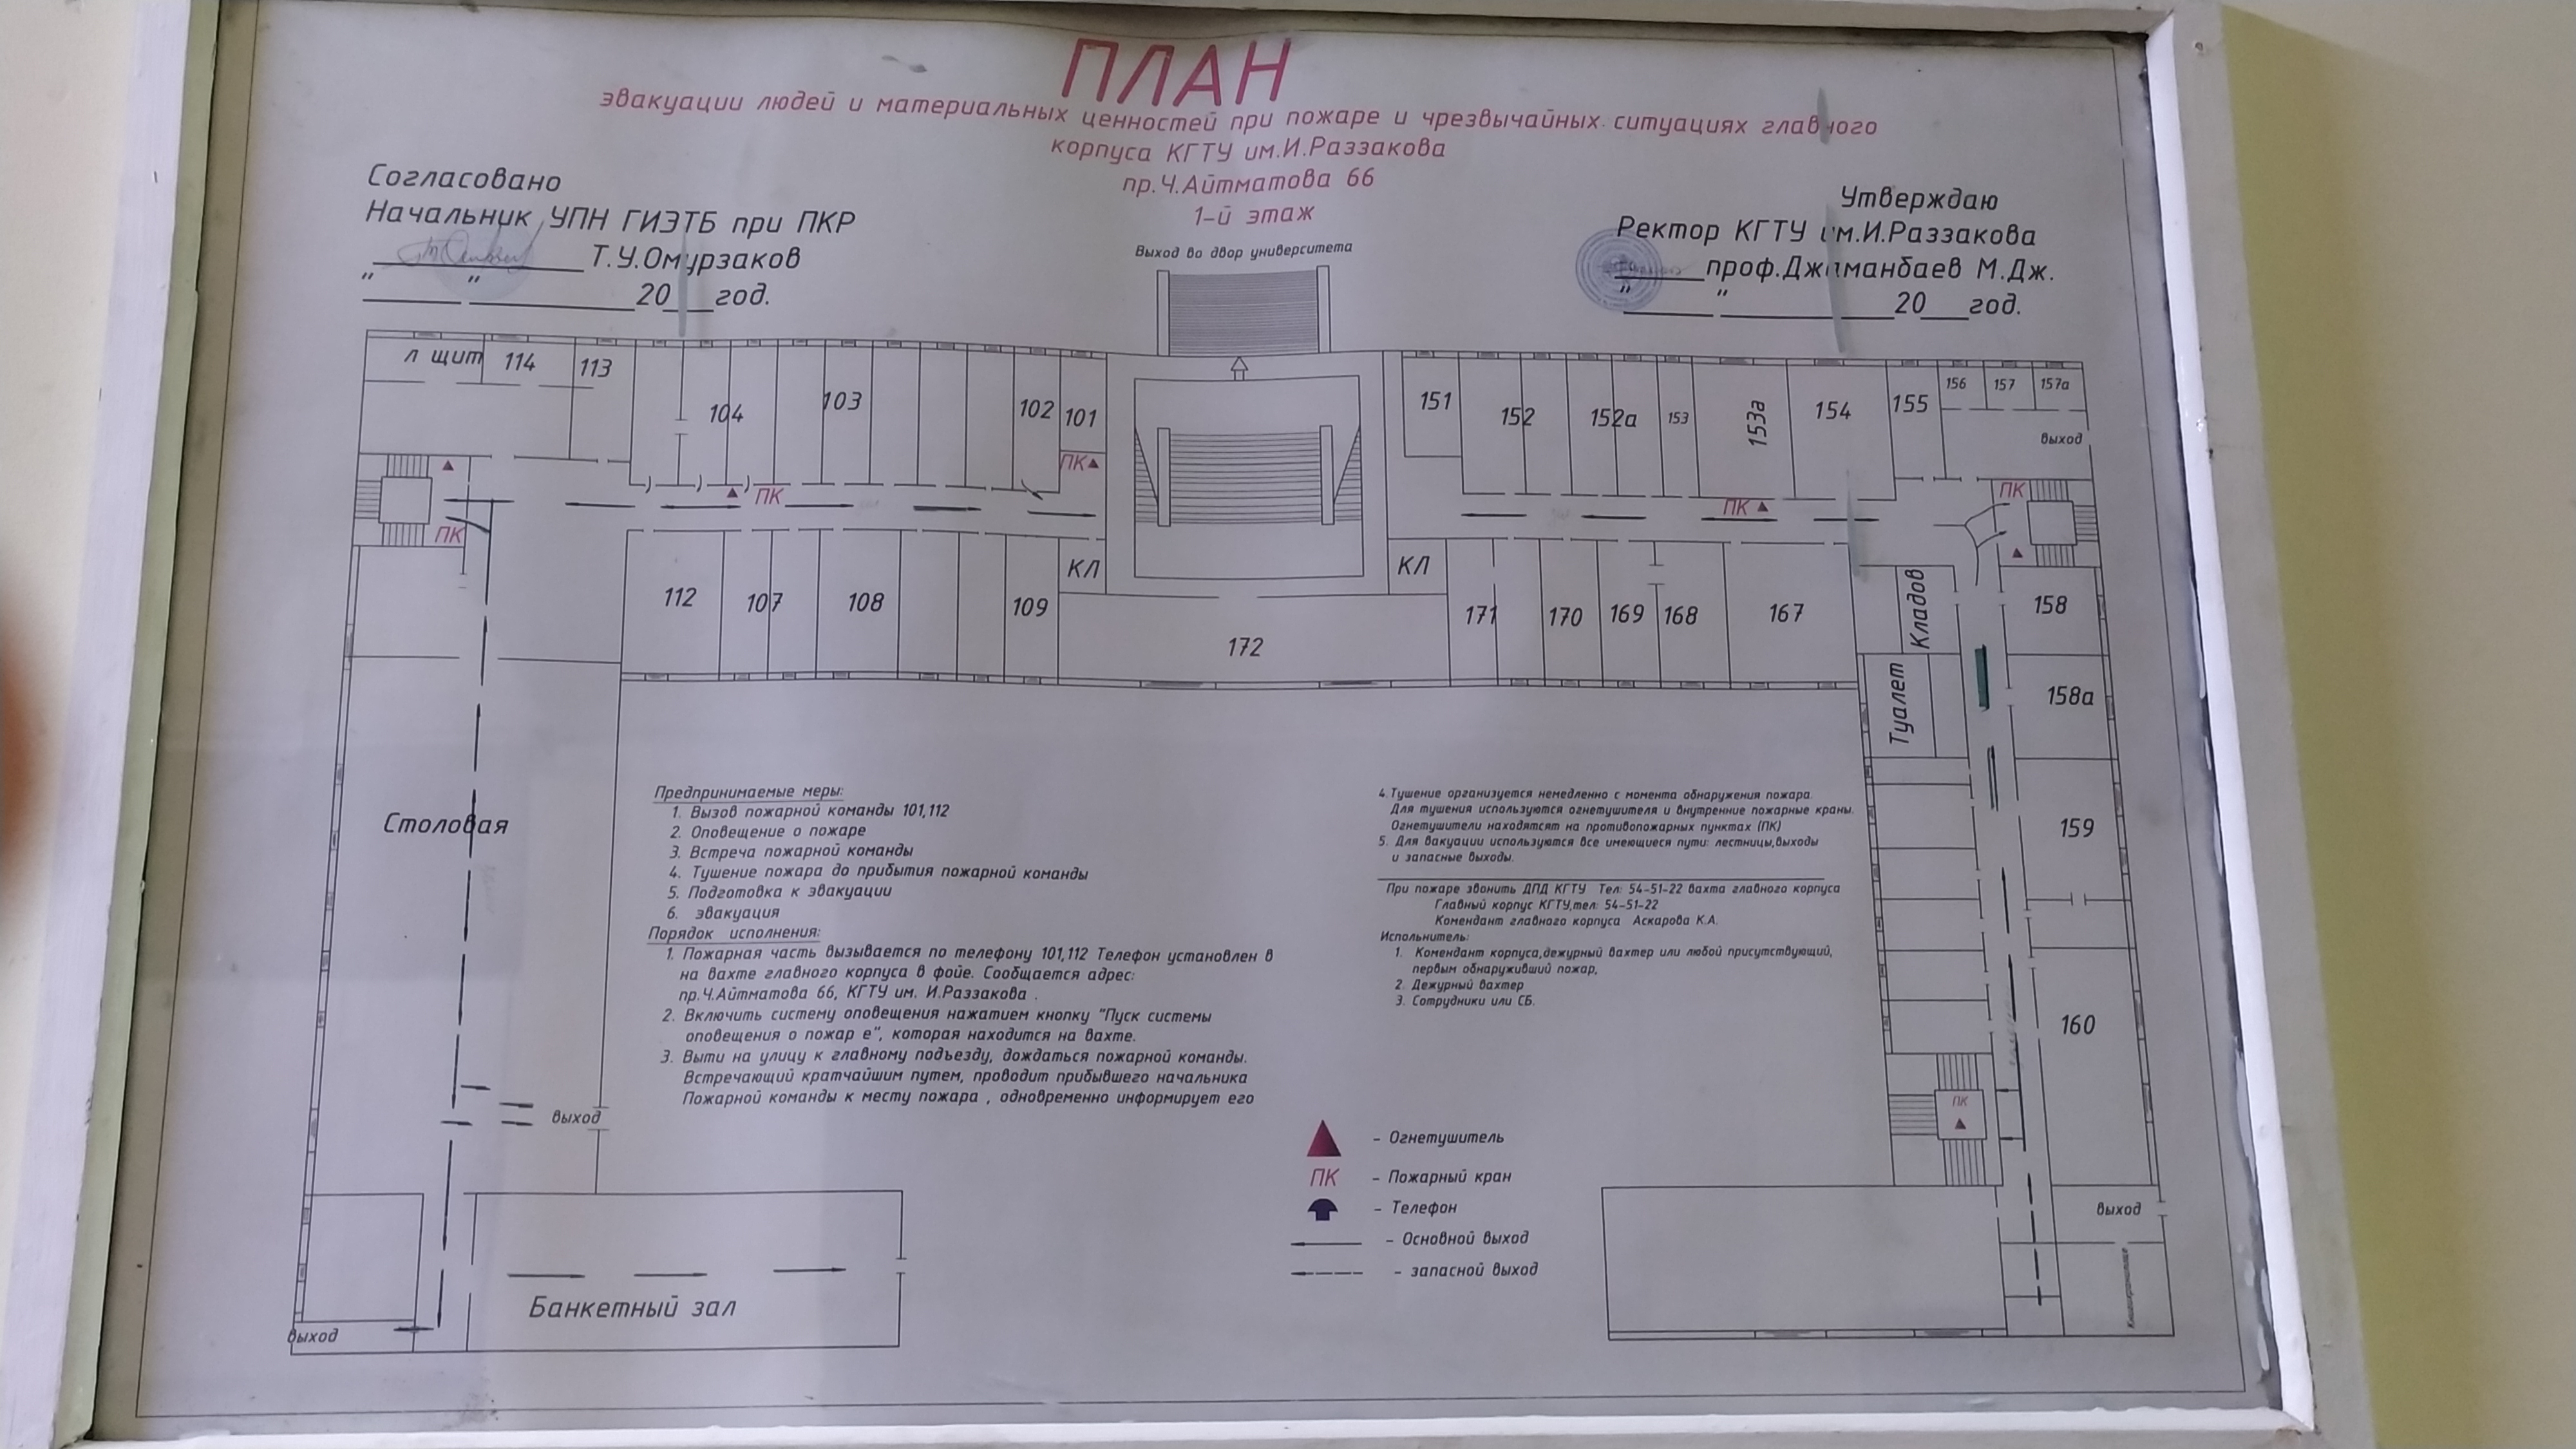 ПЛАН
эвакуации людей и материальных ценностей при пожаре и чрезвычайных ситуациях главного
корпуса КГТУ им.И.Раззакова
пр.Ч.Айтматова 66
1-й этаж
Согласовано
Начальник УПН ГИЭТБ при ПКР
Т.У.Омурзаков
" " 20 год.
Утверждаю
Ректор КГТУ им.И.Раззакова
проф.Джаманбаев М.Дж.
" " 20 год.
Выход во двор университета
л щит 114 113
104 103 102 101
ПК
ПК
ПК
151 152 152а 153 153а 154 155 156 157 157а
выход
ПК
ПК
112 107 108 109 КЛ
172
КЛ 171 170 169 168 167
Кладов
Туалет
158
158а
159
160
ПК
выход
Книгохранилище
Столовая
выход
Банкетный зал
выход
Предпринимаемые меры:
1. Вызов пожарной команды 101,112
2. Оповещение о пожаре
3. Встреча пожарной команды
4. Тушение пожара до прибытия пожарной команды
5. Подготовка к эвакуации
6. эвакуация
Порядок исполнения:
1. Пожарная часть вызывается по телефону 101,112 Телефон установлен в
на вахте главного корпуса в фойе. Сообщается адрес:
пр.Ч.Айтматова 66, КГТУ им. И.Раззакова .
2. Включить систему оповещения нажатием кнопку "Пуск системы
оповещения о пожар е", которая находится на вахте.
3. Выти на улицу к главному подъезду, дождаться пожарной команды.
Встречающий кратчайшим путем, проводит прибывшего начальника
Пожарной команды к месту пожара , одновременно информирует его
4. Тушение организуется немедленно с момента обнаружения пожара.
Для тушения используются огнетушителя и внутренние пожарные краны.
Огнетушители находятсят на противопожарных пунктах (ПК)
5. Для вакуации используются все имеющиеся пути: лестницы,выходы
и запасные выходы.
При пожаре звонить ДПД КГТУ Тел: 54-51-22 вахта главного корпуса
Главный корпус КГТУ,тел: 54-51-22
Комендант главного корпуса Аскарова К.А.
Испольнитель:
1. Комендант корпуса,дежурный вахтер или любой присутствующий,
первым обнаруживший пожар,
2. Дежурный вахтер
3. Сотрудники или СБ.
- Огнетушитель
ПК - Пожарный кран
- Телефон
- Основной выход
- запасной выход